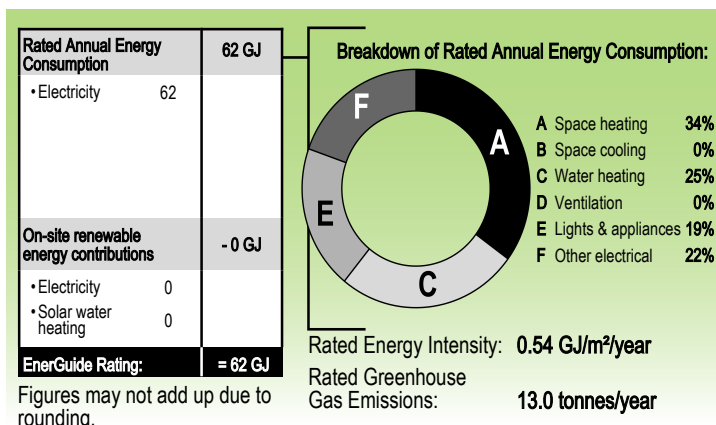 Rated Annual Energy
Consumption
62 GJ
• Electricity 62
On-site renewable
energy contributions
- 0 GJ
• Electricity 0
• Solar water
heating 0
EnerGuide Rating: = 62 GJ
Figures may not add up due to
rounding.
Breakdown of Rated Annual Energy Consumption:
F
A
E
C
A Space heating 34%
B Space cooling 0%
C Water heating 25%
D Ventilation 0%
E Lights & appliances 19%
F Other electrical 22%
Rated Energy Intensity: 0.54 GJ/m²/year
Rated Greenhouse
Gas Emissions: 13.0 tonnes/year